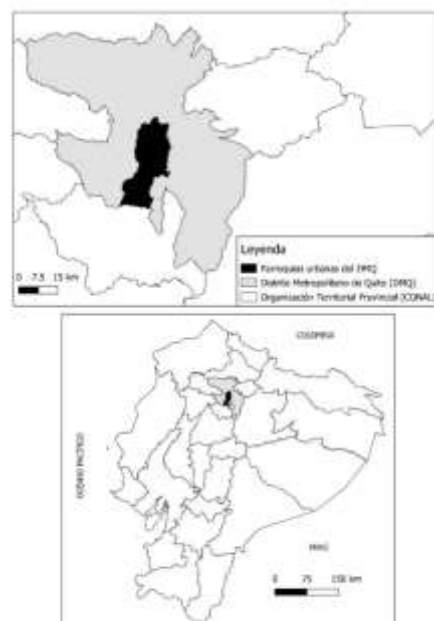 Leyenda
Parroquias urbanas del DMQ
Distrito Metropolitano de Quito (DMQ)
Organización Territorial Provincial (CONALI)
0 7.5 15 km
COLOMBIA
OCÉANO PACÍFICO
PERÚ
0 75 150 km